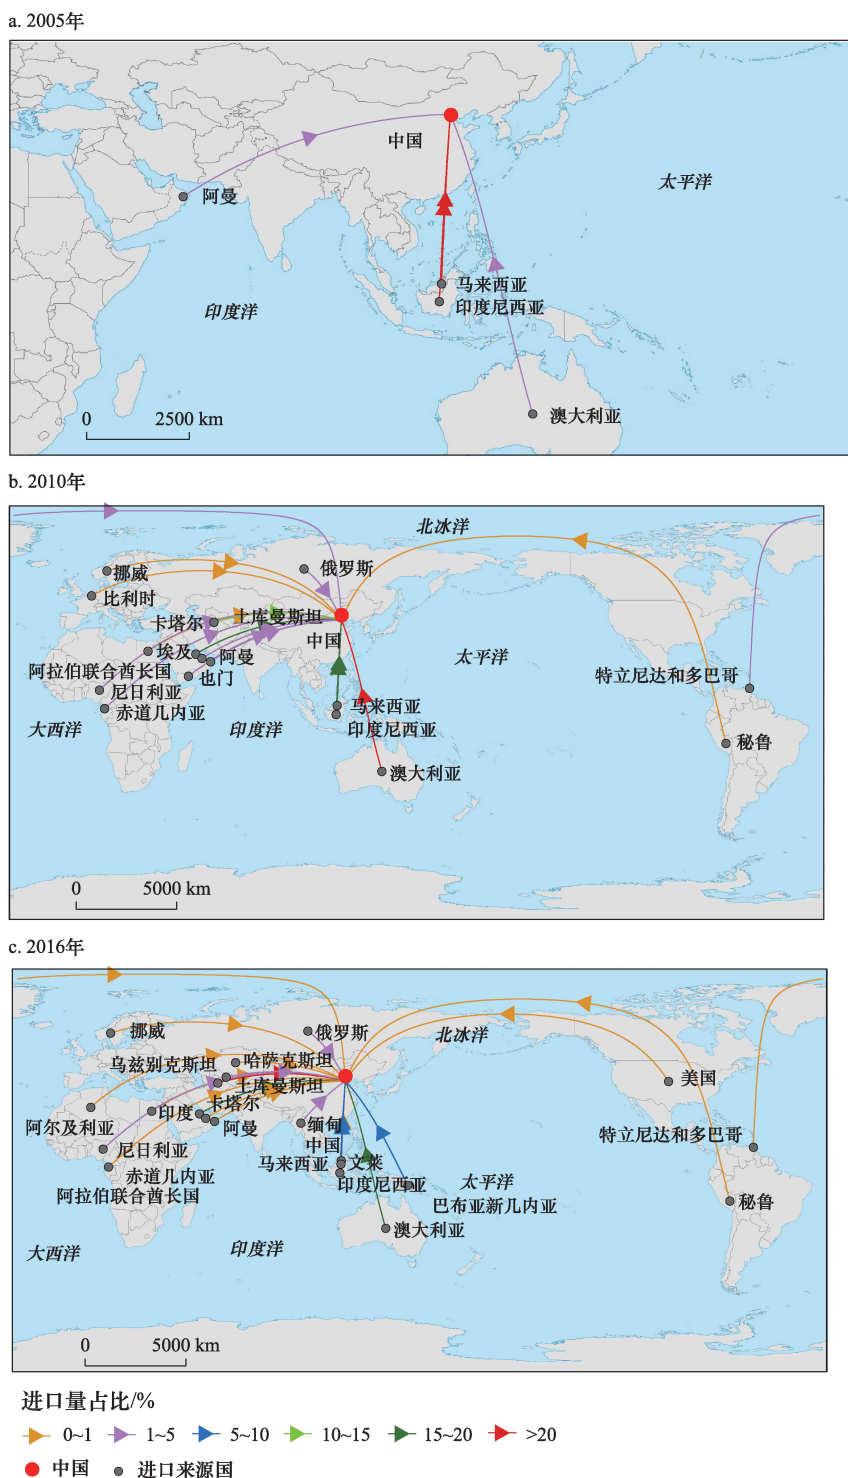 a. 2005年
中国
太平洋
阿曼
马来西亚
印度洋
印度尼西亚
0 2500 km
澳大利亚
b. 2010年
北冰洋
挪威
俄罗斯
比利时
卡塔尔
土库曼斯坦
中国
埃及
阿曼
太平洋
阿拉伯联合酋长国
也门
特立尼达和多巴哥
尼日利亚
赤道几内亚
马来西亚
大西洋
印度洋
印度尼西亚
秘鲁
澳大利亚
0 5000 km
c. 2016年
挪威
俄罗斯
北冰洋
乌兹别克斯坦
哈萨克斯坦
土库曼斯坦
美国
卡塔尔
印度
阿尔及利亚
阿曼
缅甸
特立尼达和多巴哥
中国
尼日利亚
马来西亚
文莱
赤道几内亚
印度尼西亚
太平洋
阿拉伯联合酋长国
巴布亚新几内亚
秘鲁
澳大利亚
大西洋
印度洋
0 5000 km
进口量占比/%
0~1 1~5 5~10 10~15 15~20 >20
中国 进口来源国